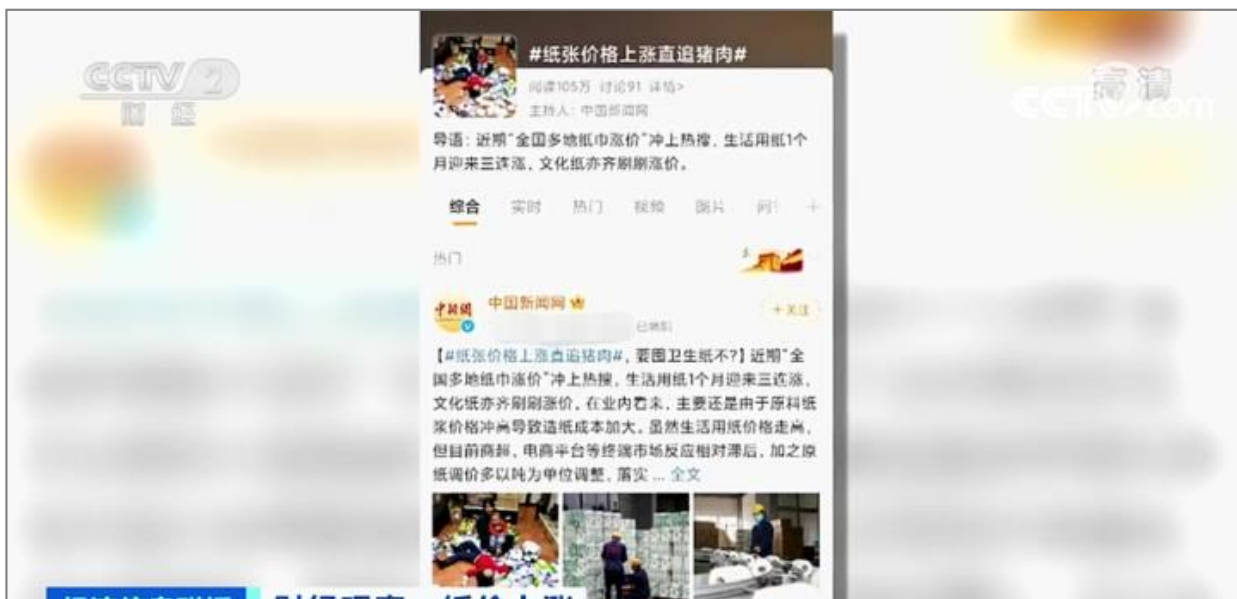 CCTV 2
财经
高清
CCTV.com
#纸张价格上涨直追猪肉#
阅读105万 讨论91 详情>
主持人：中国新闻网
导语：近期“全国多地纸巾涨价”冲上热搜，生活用纸1个
月迎来三连涨，文化纸亦齐刷刷涨价。
综合 实时 热门 视频 图片 +
热门
中新网
中国新闻网
+关注
已编辑
【#纸张价格上涨直追猪肉#，要囤卫生纸不？】近期“全
国多地纸巾涨价”冲上热搜，生活用纸1个月迎来三连涨，
文化纸亦齐刷刷涨价。在业内看来，主要还是由于原料纸
浆价格冲高导致造纸成本加大。虽然生活用纸价格走高，
但目前商超、电商平台等终端市场反应相对滞后，加之原
纸调价多以吨为单位调整，落实 ... 全文